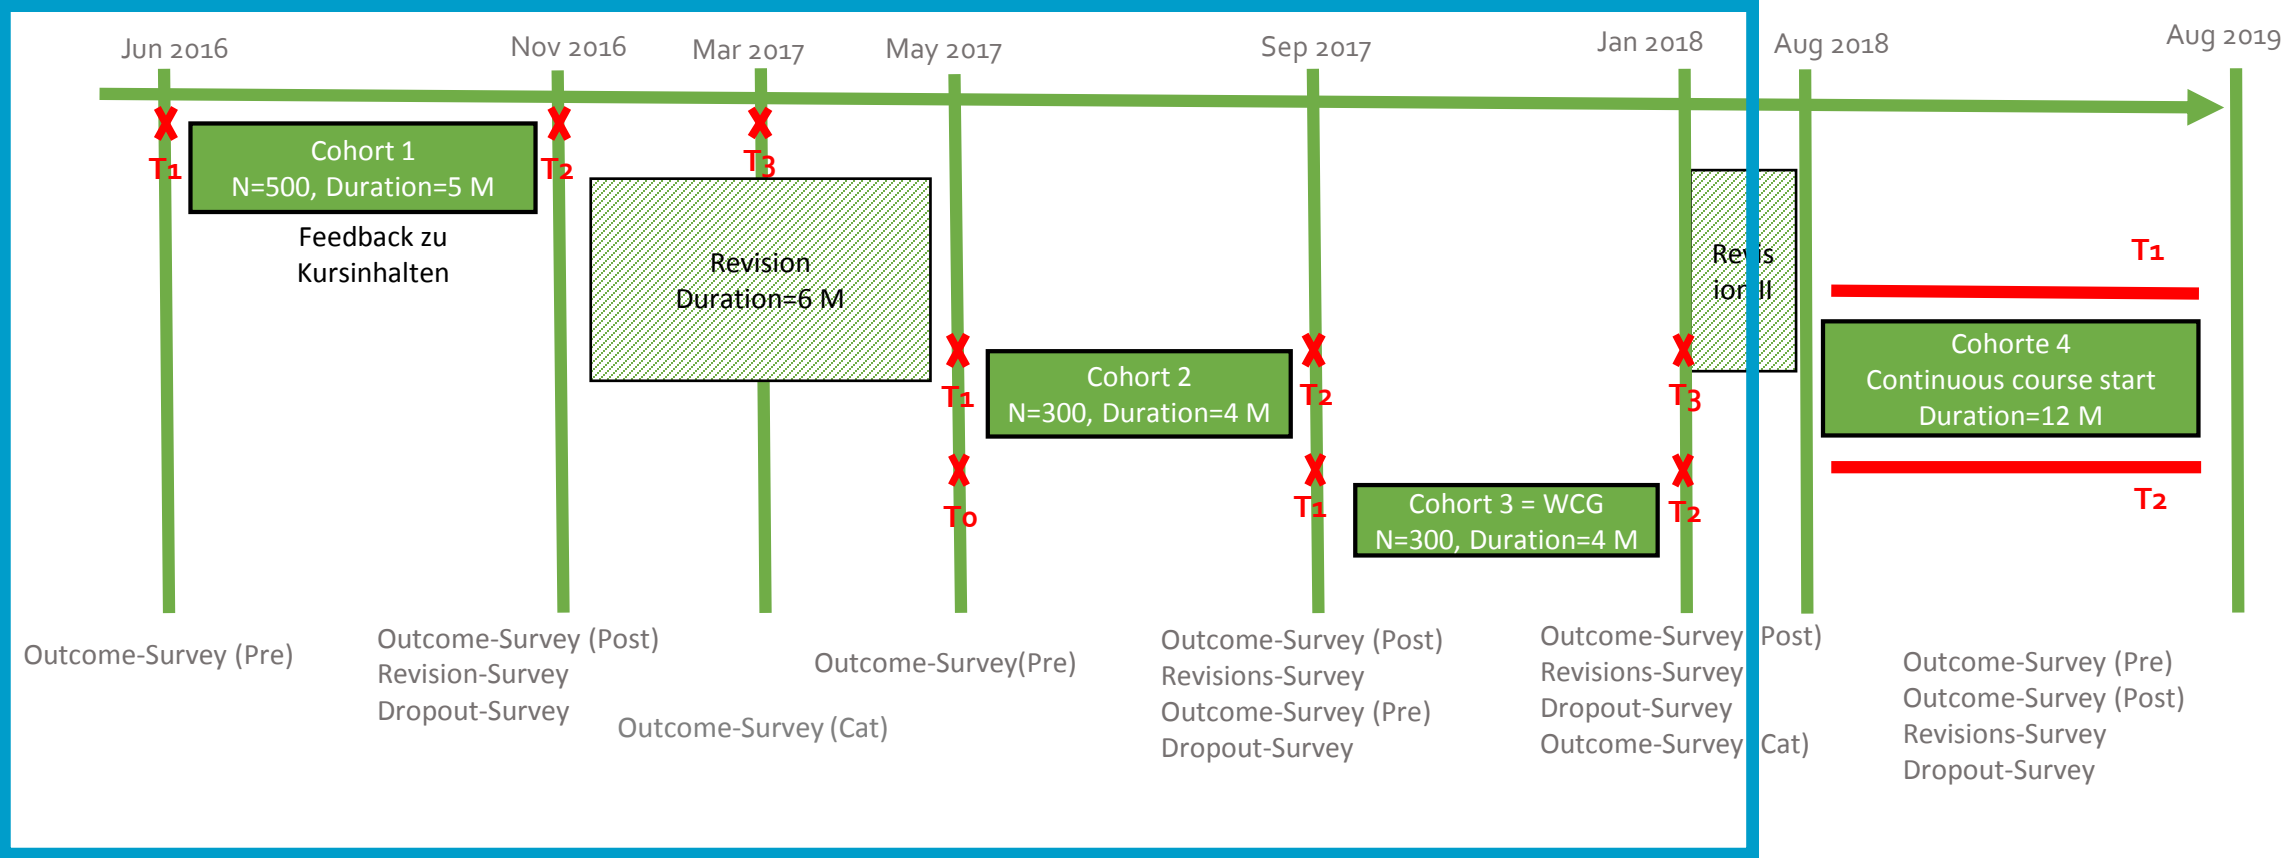 Jun 2016
Nov 2016
Mar 2017
May 2017
Sep 2017
Jan 2018
Aug 2018
Aug 2019
T1
Cohort 1
N=500, Duration=5 M
T2
T3
Feedback zu
Kursinhalten
Revision
Duration=6 M
Revis
ion II
T1
Cohorte 4
Continuous course start
Duration=12 M
T2
T1
Cohort 2
N=300, Duration=4 M
T2
T3
T0
T1
Cohort 3 = WCG
N=300, Duration=4 M
T2
Outcome-Survey (Pre)
Outcome-Survey (Post)
Revision-Survey
Dropout-Survey
Outcome-Survey (Cat)
Outcome-Survey(Pre)
Outcome-Survey (Post)
Revisions-Survey
Outcome-Survey (Pre)
Dropout-Survey
Outcome-Survey (Post)
Revisions-Survey
Dropout-Survey
Outcome-Survey (Cat)
Outcome-Survey (Pre)
Outcome-Survey (Post)
Revisions-Survey
Dropout-Survey